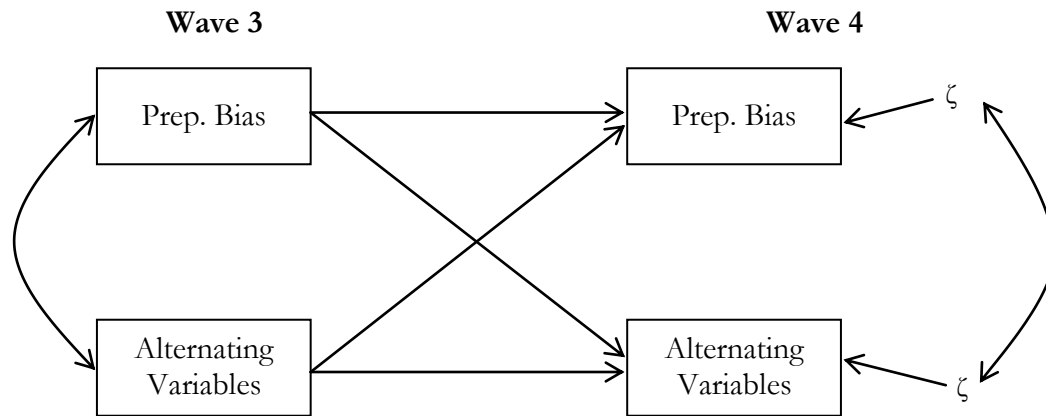 Wave 3
Wave 4
Prep. Bias
Prep. Bias
ζ
Alternating
Variables
Alternating
Variables
ζ